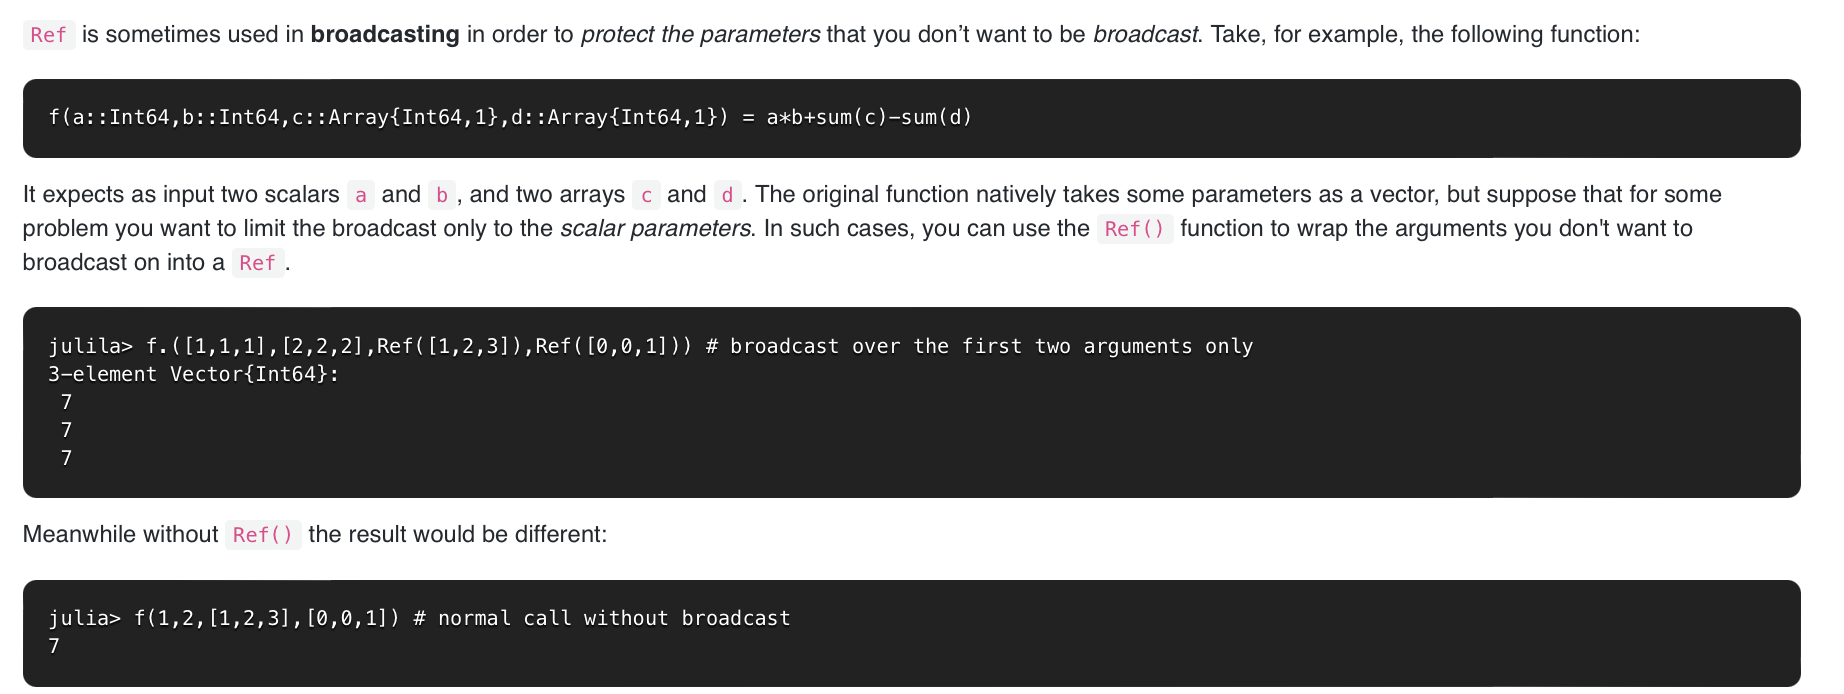 Ref is sometimes used in broadcasting in order to protect the parameters that you don’t want to be broadcast. Take, for example, the following function:
f(a::Int64,b::Int64,c::Array{Int64,1},d::Array{Int64,1}) = a*b+sum(c)-sum(d)
It expects as input two scalars a and b, and two arrays c and d. The original function natively takes some parameters as a vector, but suppose that for some
problem you want to limit the broadcast only to the scalar parameters. In such cases, you can use the Ref() function to wrap the arguments you don't want to
broadcast on into a Ref.
julila> f.([1,1,1],[2,2,2],Ref([1,2,3]),Ref([0,0,1])) # broadcast over the first two arguments only
3-element Vector{Int64}:
 7
 7
 7
Meanwhile without Ref() the result would be different:
julia> f(1,2,[1,2,3],[0,0,1]) # normal call without broadcast
7